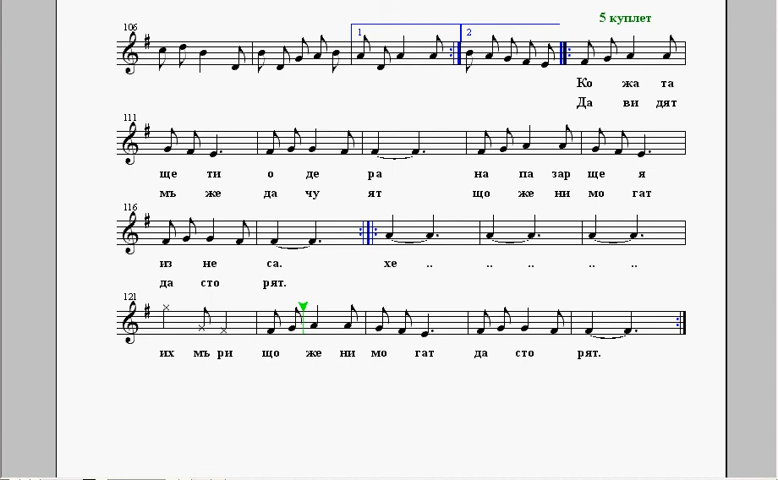 5 куплет
106
1
2
Ко жа та
Да ви дят
111
ще ти о де ра на па зар ще я
мъ же да чу ят що же ни мо гат
116
из не са. хе .. .. .. .. ..
да сто рят.
121
их мъ ри що же ни мо гат да сто рят.